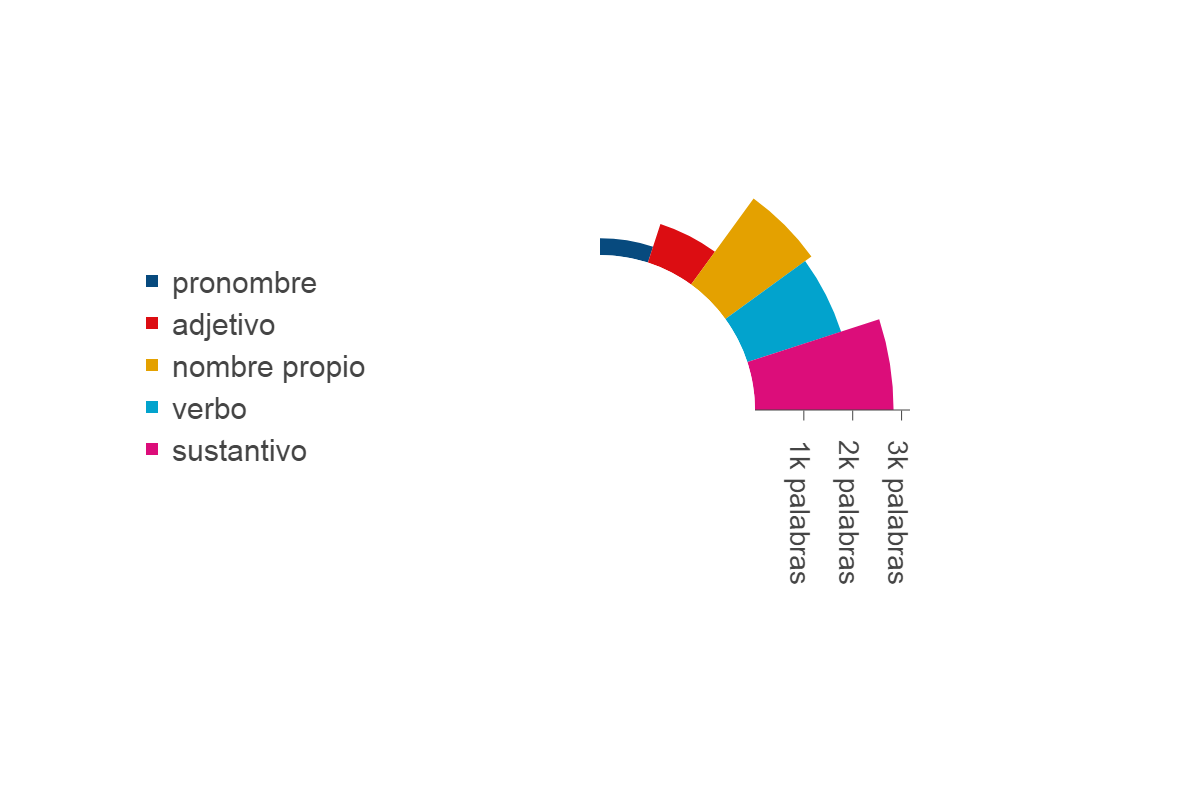 pronombre
adjetivo
nombre propio
verbo
sustantivo
1k palabras
2k palabras
3k palabras